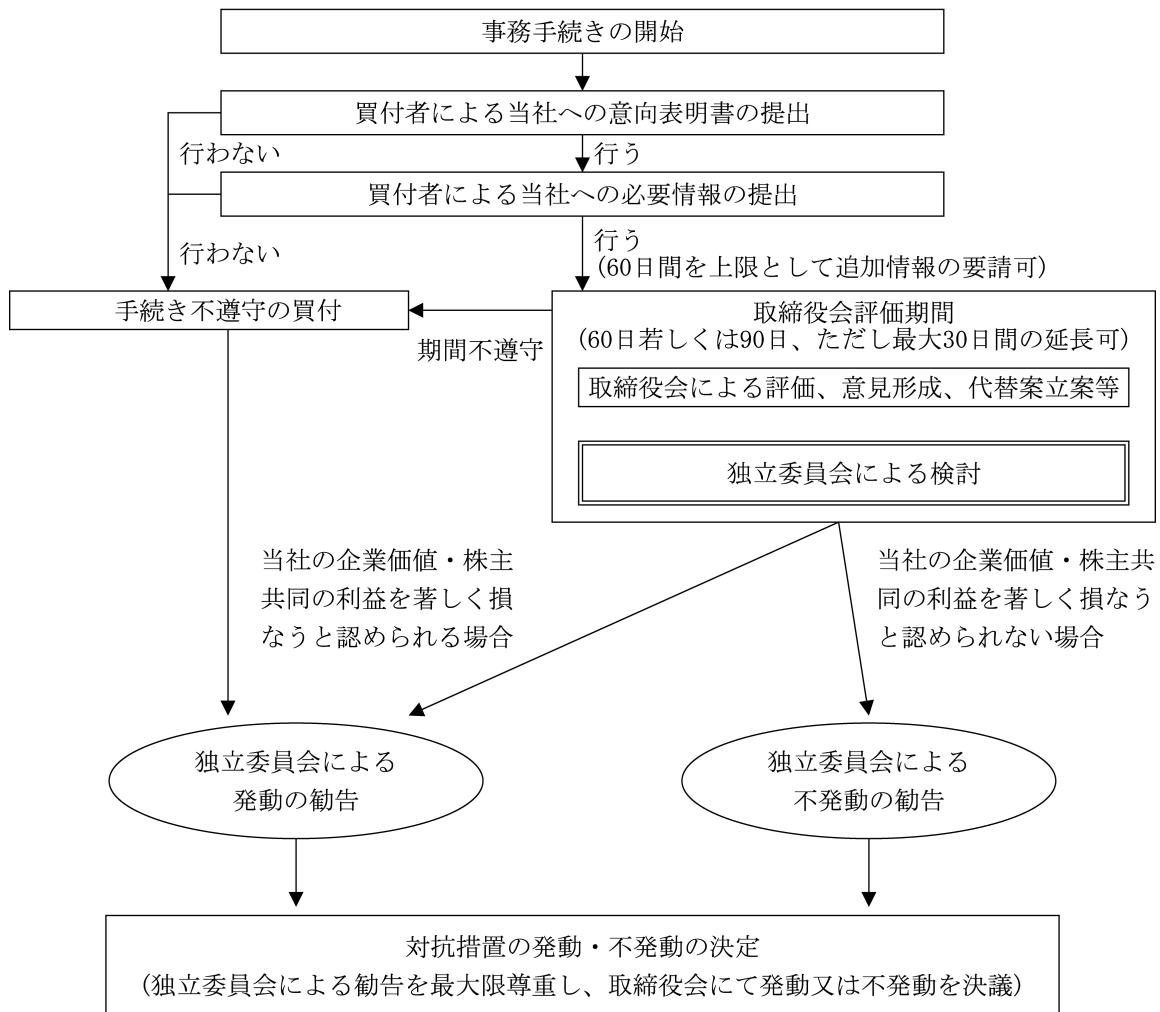 事務手続きの開始
買付者による当社への意向表明書の提出
行わない
行う
買付者による当社への必要情報の提出
行わない
行う
(60日間を上限として追加情報の要請可)
手続き不遵守の買付
期間不遵守
取締役会評価期間
(60日若しくは90日、ただし最大30日間の延長可)
取締役会による評価、意見形成、代替案立案等
独立委員会による検討
当社の企業価値・株主
共同の利益を著しく損
なうと認められる場合
当社の企業価値・株主共
同の利益を著しく損なう
と認められない場合
独立委員会による
発動の勧告
独立委員会による
不発動の勧告
対抗措置の発動・不発動の決定
(独立委員会による勧告を最大限尊重し、取締役会にて発動又は不発動を決議)